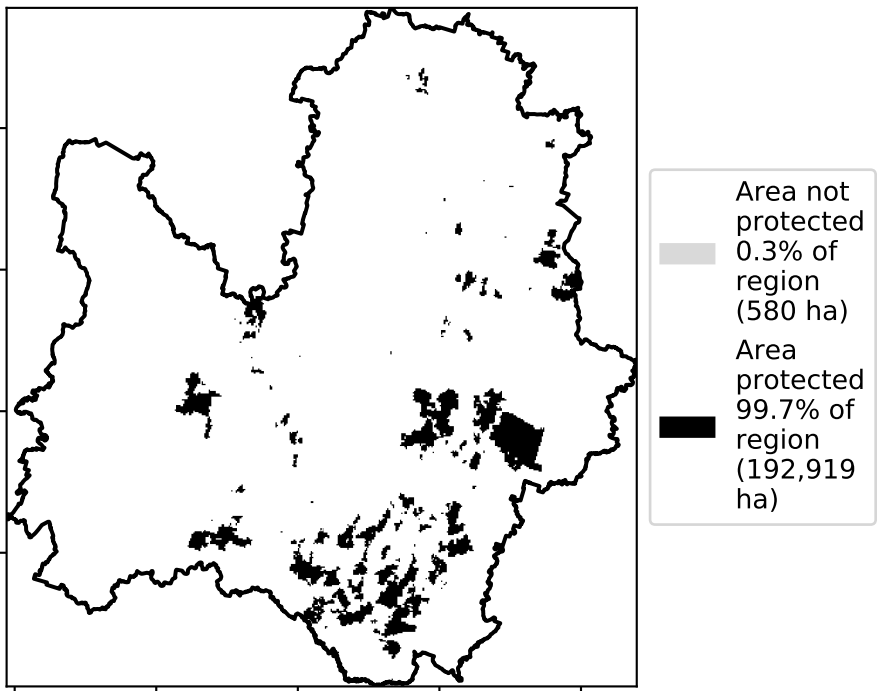 Area not
protected
0.3% of
region
(580 ha)
Area
protected
99.7% of
region
(192,919
ha)